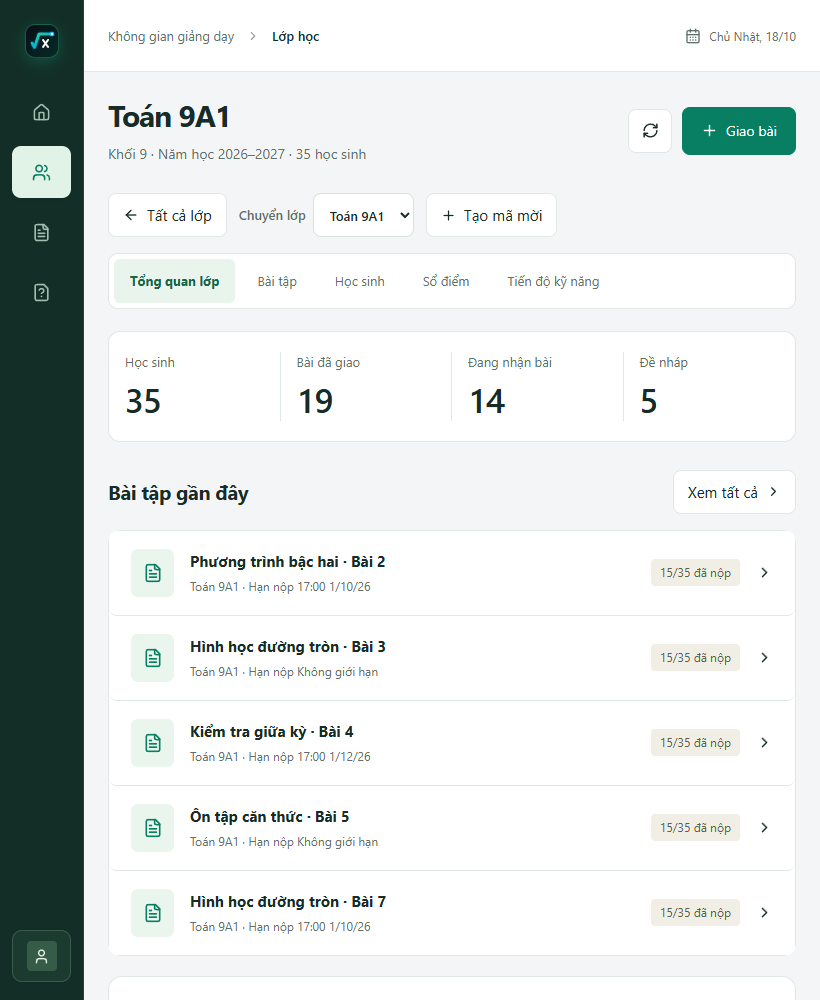 √x
Không gian giảng dạy
Lớp học
Chủ Nhật, 18/10
Toán 9A1
Khối 9 · Năm học 2026–2027 · 35 học sinh
Giao bài
Tất cả lớp
Chuyển lớp
Toán 9A1
Tạo mã mời
Tổng quan lớp
Bài tập
Học sinh
Sổ điểm
Tiến độ kỹ năng
Học sinh
Bài đã giao
Đang nhận bài
Đề nháp
35
19
14
5
Bài tập gần đây
Xem tất cả
Phương trình bậc hai · Bài 2
Toán 9A1 · Hạn nộp 17:00 1/10/26
15/35 đã nộp
Hình học đường tròn · Bài 3
Toán 9A1 · Hạn nộp Không giới hạn
15/35 đã nộp
Kiểm tra giữa kỳ · Bài 4
Toán 9A1 · Hạn nộp 17:00 1/12/26
15/35 đã nộp
Ôn tập căn thức · Bài 5
Toán 9A1 · Hạn nộp Không giới hạn
15/35 đã nộp
Hình học đường tròn · Bài 7
Toán 9A1 · Hạn nộp 17:00 1/10/26
15/35 đã nộp